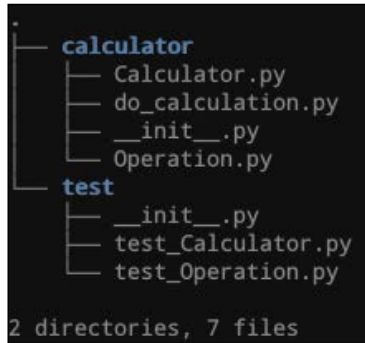 .
├── calculator
│   ├── Calculator.py
│   ├── do_calculation.py
│   ├── __init__.py
│   └── Operation.py
└── test
    ├── __init__.py
    ├── test_Calculator.py
    └── test_Operation.py
2 directories, 7 files